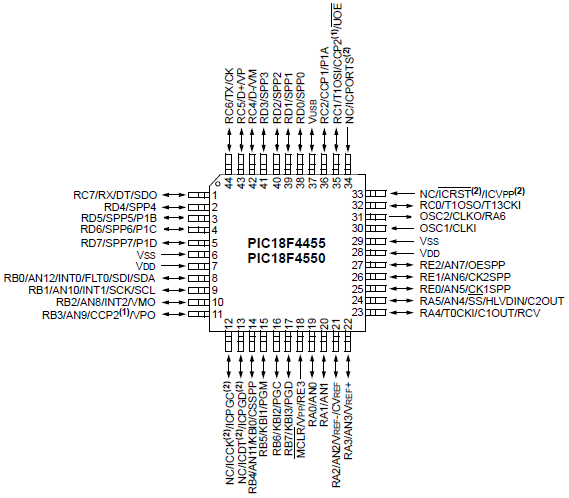 RC6/TX/CK
RC5/D+/VP
RC4/D-/VM
RD3/SPP3
RD2/SPP2
RD1/SPP1
RD0/SPP0
VUSB
RC2/CCP1/P1A
RC1/T1OSI/CCP2(1)/UOE
NC/ICPORTS(2)
44
43
42
41
40
39
38
37
36
35
34
RC7/RX/DT/SDO
RD4/SPP4
RD5/SPP5/P1B
RD6/SPP6/P1C
RD7/SPP7/P1D
VSS
VDD
RB0/AN12/INT0/FLT0/SDI/SDA
RB1/AN10/INT1/SCK/SCL
RB2/AN8/INT2/VMO
RB3/AN9/CCP2(1)/VPO
1
2
3
4
5
6
7
8
9
10
11
PIC18F4455
PIC18F4550
33
32
31
30
29
28
27
26
25
24
23
NC/ICRST(2)/ICVPP(2)
RC0/T1OSO/T13CKI
OSC2/CLKO/RA6
OSC1/CLKI
VSS
VDD
RE2/AN7/OESPP
RE1/AN6/CK2SPP
RE0/AN5/CK1SPP
RA5/AN4/SS/HLVDIN/C2OUT
RA4/T0CKI/C1OUT/RCV
12
13
14
15
16
17
18
19
20
21
22
NC/ICCK(2)/ICPGC(2)
NC/ICDT(2)/ICPGD(2)
RB4/AN11/KBI0/CSSPP
RB5/KBI1/PGM
RB6/KBI2/PGC
RB7/KBI3/PGD
MCLR/VPP/RE3
RA0/AN0
RA1/AN1
RA2/AN2/VREF-/CVREF
RA3/AN3/VREF+